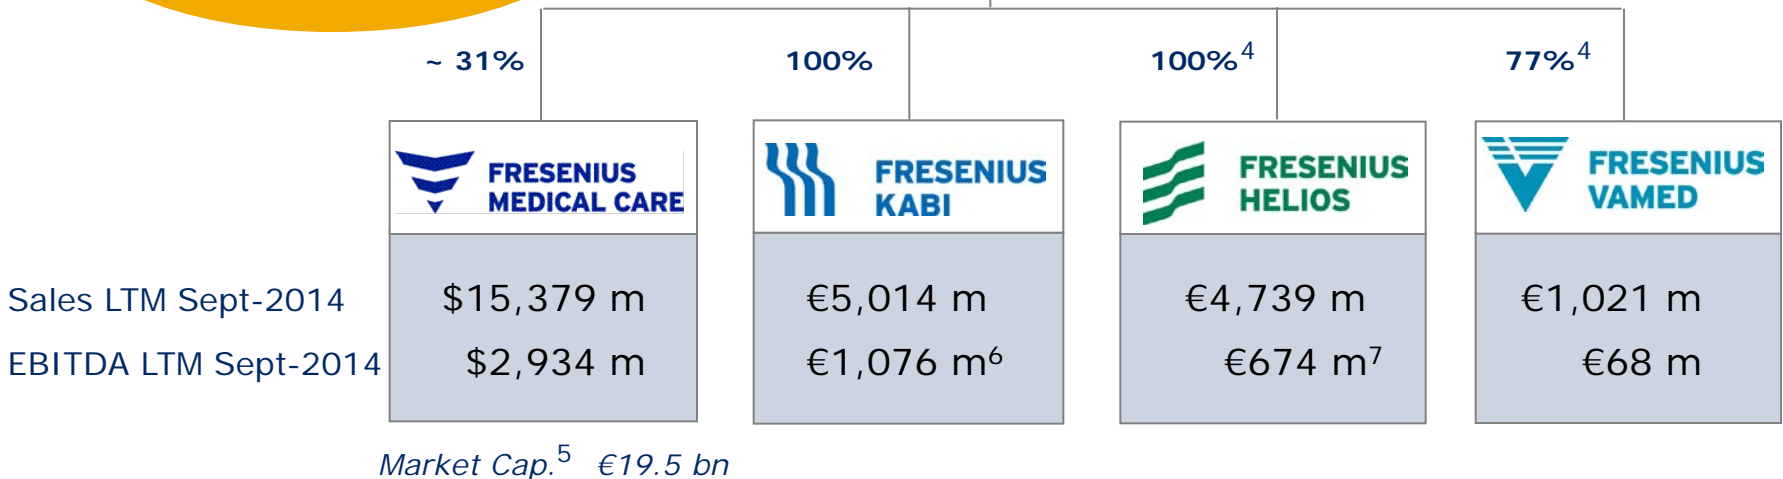 ~ 31% 100% 100%4 77%4
FRESENIUS MEDICAL CARE
FRESENIUS KABI
FRESENIUS HELIOS
FRESENIUS VAMED
Sales LTM Sept-2014 $15,379 m €5,014 m €4,739 m €1,021 m
EBITDA LTM Sept-2014 $2,934 m €1,076 m6 €674 m7 €68 m
Market Cap.5 €19.5 bn